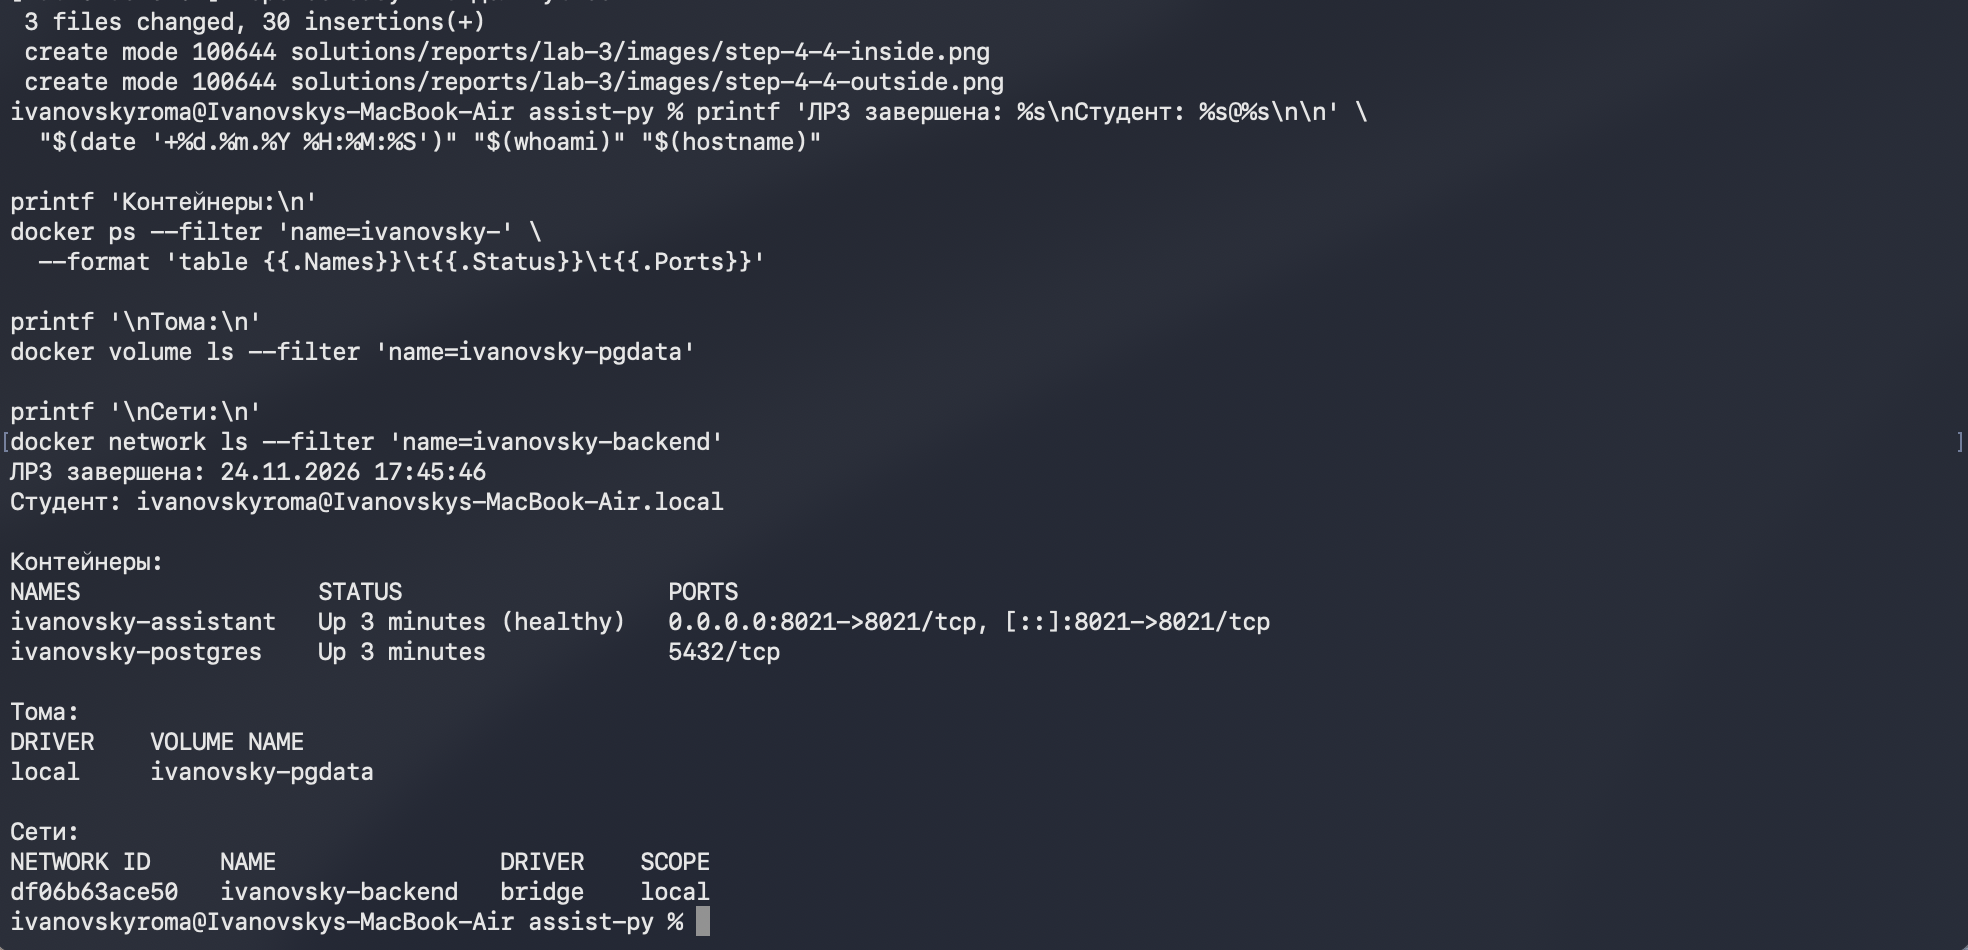 3 files changed, 30 insertions(+)
create mode 100644 solutions/reports/lab-3/images/step-4-4-inside.png
create mode 100644 solutions/reports/lab-3/images/step-4-4-outside.png
ivanovskyroma@Ivanovskys-MacBook-Air assist-py % printf 'ЛР3 завершена: %s\nСтудент: %s@%s\n\n' \
"$(date '+%d.%m.%Y %H:%M:%S')" "$(whoami)" "$(hostname)"
printf 'Контейнеры:\n'
docker ps --filter 'name=ivanovsky-' \
--format 'table {{.Names}}\t{{.Status}}\t{{.Ports}}'
printf '\nТома:\n'
docker volume ls --filter 'name=ivanovsky-pgdata'
printf '\nСети:\n'
[docker network ls --filter 'name=ivanovsky-backend' ]
ЛР3 завершена: 24.11.2026 17:45:46
Студент: ivanovskyroma@Ivanovskys-MacBook-Air.local
Контейнеры:
NAMES STATUS PORTS
ivanovsky-assistant Up 3 minutes (healthy) 0.0.0.0:8021->8021/tcp, [::]:8021->8021/tcp
ivanovsky-postgres Up 3 minutes 5432/tcp
Тома:
DRIVER VOLUME NAME
local ivanovsky-pgdata
Сети:
NETWORK ID NAME DRIVER SCOPE
df06b63ace50 ivanovsky-backend bridge local
ivanovskyroma@Ivanovskys-MacBook-Air assist-py %